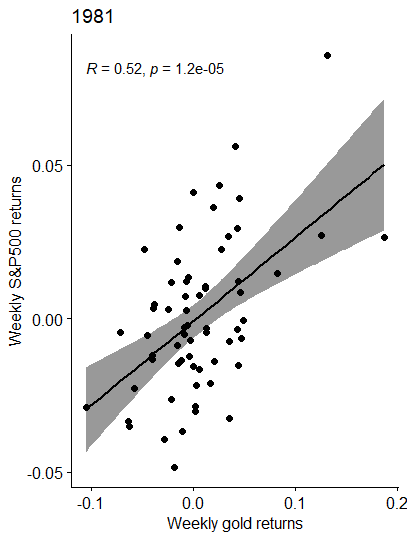 1981
R = 0.52, p = 1.2e-05
Weekly S&P500 returns
0.05
0.00
-0.05
-0.1 0.0 0.1 0.2
Weekly gold returns